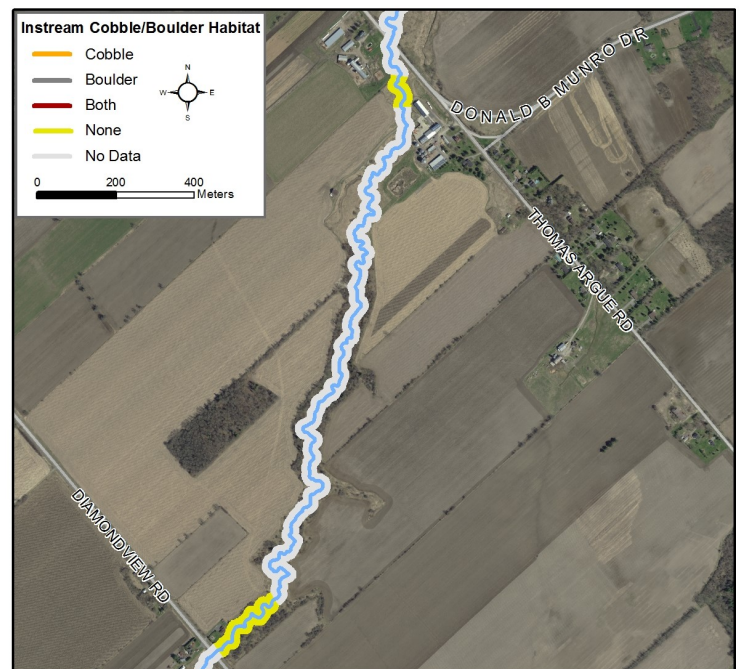 Instream Cobble/Boulder Habitat
Cobble
Boulder
Both
None
No Data
N
W E
S
0 200 400
Meters
DONALD B MUNRO DR
THOMAS ARGUE RD
DIAMONDVIEW RD